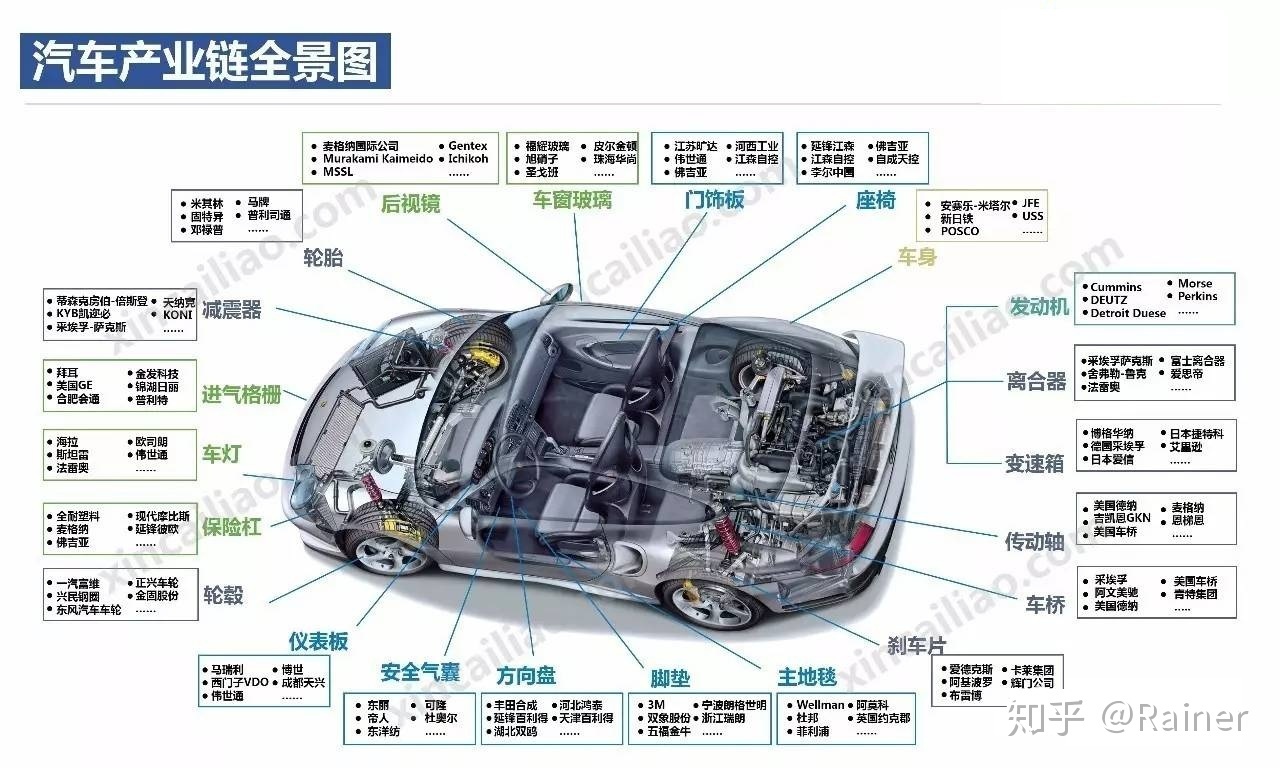 汽车产业链全景图
麦格纳国际公司 Gentex
Murakami Kaimeido Ichikoh
MSSL ......
后视镜
福耀玻璃 皮尔金顿
旭硝子 珠海华尚
圣戈班 ......
车窗玻璃
江苏旷达 河西工业
伟世通 江森自控
佛吉亚 ......
门饰板
延锋江森 佛吉亚
江森自控 自成天控
李尔中国 ......
座椅
米其林 马牌
固特异 普利司通
邓禄普 ......
轮胎
安赛乐-米塔尔 JFE
新日铁 USS
POSCO ......
车身
蒂森克房伯-倍斯登 天纳克
KYB凯迩必 KONI
采埃孚-萨克斯 ......
减震器
Cummins Morse
DEUTZ Perkins
Detroit Duese ......
发动机
拜耳 金发科技
美国GE 锦湖日丽
合肥会通 普利特
进气格栅
采埃孚萨克斯 富士离合器
舍弗勒-鲁克 爱思帝
法雷奥 ......
离合器
海拉 欧司朗
斯坦雷 伟世通
法雷奥 ......
车灯
博格华纳 日本捷特科
德国采埃孚 艾里逊
日本爱信 ......
变速箱
全耐塑料 现代摩比斯
麦格纳 延锋彼欧
佛吉亚 ......
保险杠
美国德纳 麦格纳
吉凯恩GKN 恩梯恩
美国车桥 ......
传动轴
一汽富维 正兴车轮
兴民钢圈 金固股份
东风汽车车轮 ......
轮毂
采埃孚 美国车桥
阿文美驰 青特集团
美国德纳 .....
车桥
仪表板
马瑞利 博世
西门子VDO 成都天兴
伟世通 ......
安全气囊
东丽 可隆
帝人 杜奥尔
东洋纺 ......
方向盘
丰田合成 河北鸿泰
延锋百利得 天津百利得
湖北双鸥 ......
脚垫
3M 宁波朗格世明
双象股份 浙江瑞朗
五福金牛 ......
主地毯
Wellman 阿莫科
杜邦 英国约克郡
菲利浦 ......
刹车片
爱德克斯 卡莱集团
阿基波罗 辉门公司
布雷博 ......
xincailiao.com
xincailiao.com
xincailiao.com
xincailiao.com
xincailiao.com
xincailiao.com
知乎 @Rainer